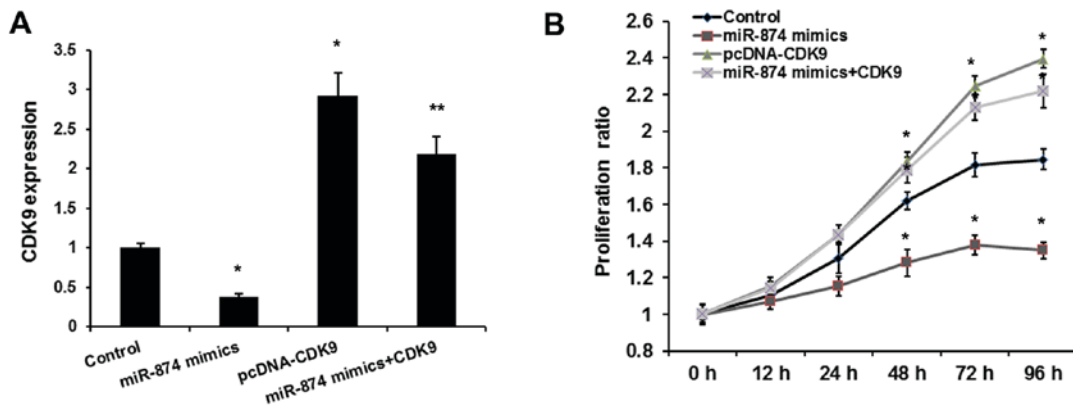 A
CDK9 expression
3.5
3
2.5
2
1.5
1
0.5
0
*
*
**
Control
miR-874 mimics
pcDNA-CDK9
miR-874 mimics+CDK9
B
Proliferation ratio
2.6
2.4
2.2
2
1.8
1.6
1.4
1.2
1
0.8
Control
miR-874 mimics
pcDNA-CDK9
miR-874 mimics+CDK9
*
*
*
*
*
*
*
*
*
0 h
12 h
24 h
48 h
72 h
96 h